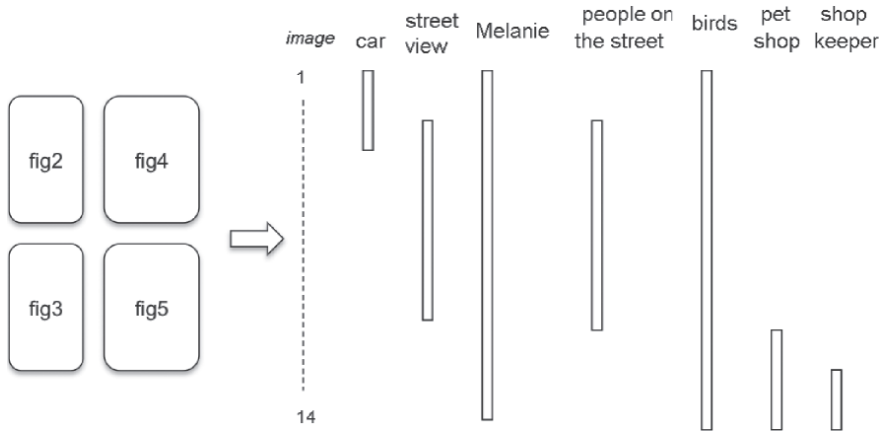 image
car
street
view
Melanie
people on
the street
birds
pet
shop
shop
keeper
1
fig2
fig4
fig3
fig5
14